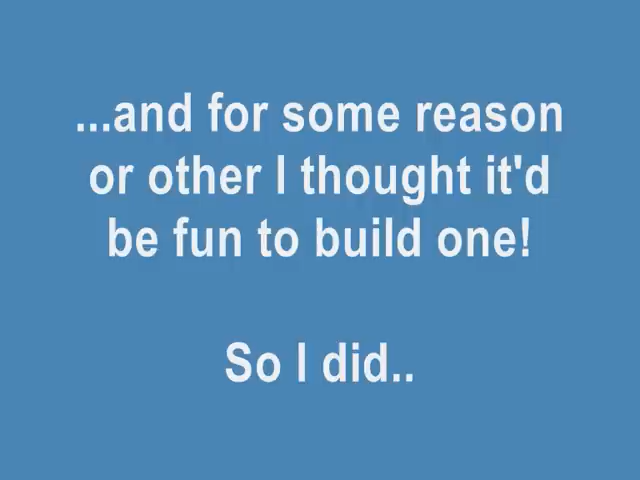 ...and for some reason
or other I thought it'd
be fun to build one!
So I did..